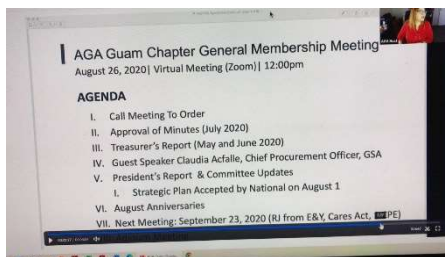 AGA Guam Chapter General Membership Meeting
August 26, 2020| Virtual Meeting (Zoom)| 12:00pm
AGENDA
I. Call Meeting To Order
II. Approval of Minutes (July 2020)
III. Treasurer's Report (May and June 2020)
IV. Guest Speaker Claudia Acfalle, Chief Procurement Officer, GSA
V. President's Report & Committee Updates
I. Strategic Plan Accepted by National on August 1
VI. August Anniversaries
VII. Next Meeting: September 23, 2020 (RJ from E&Y, Cares Act, PE)